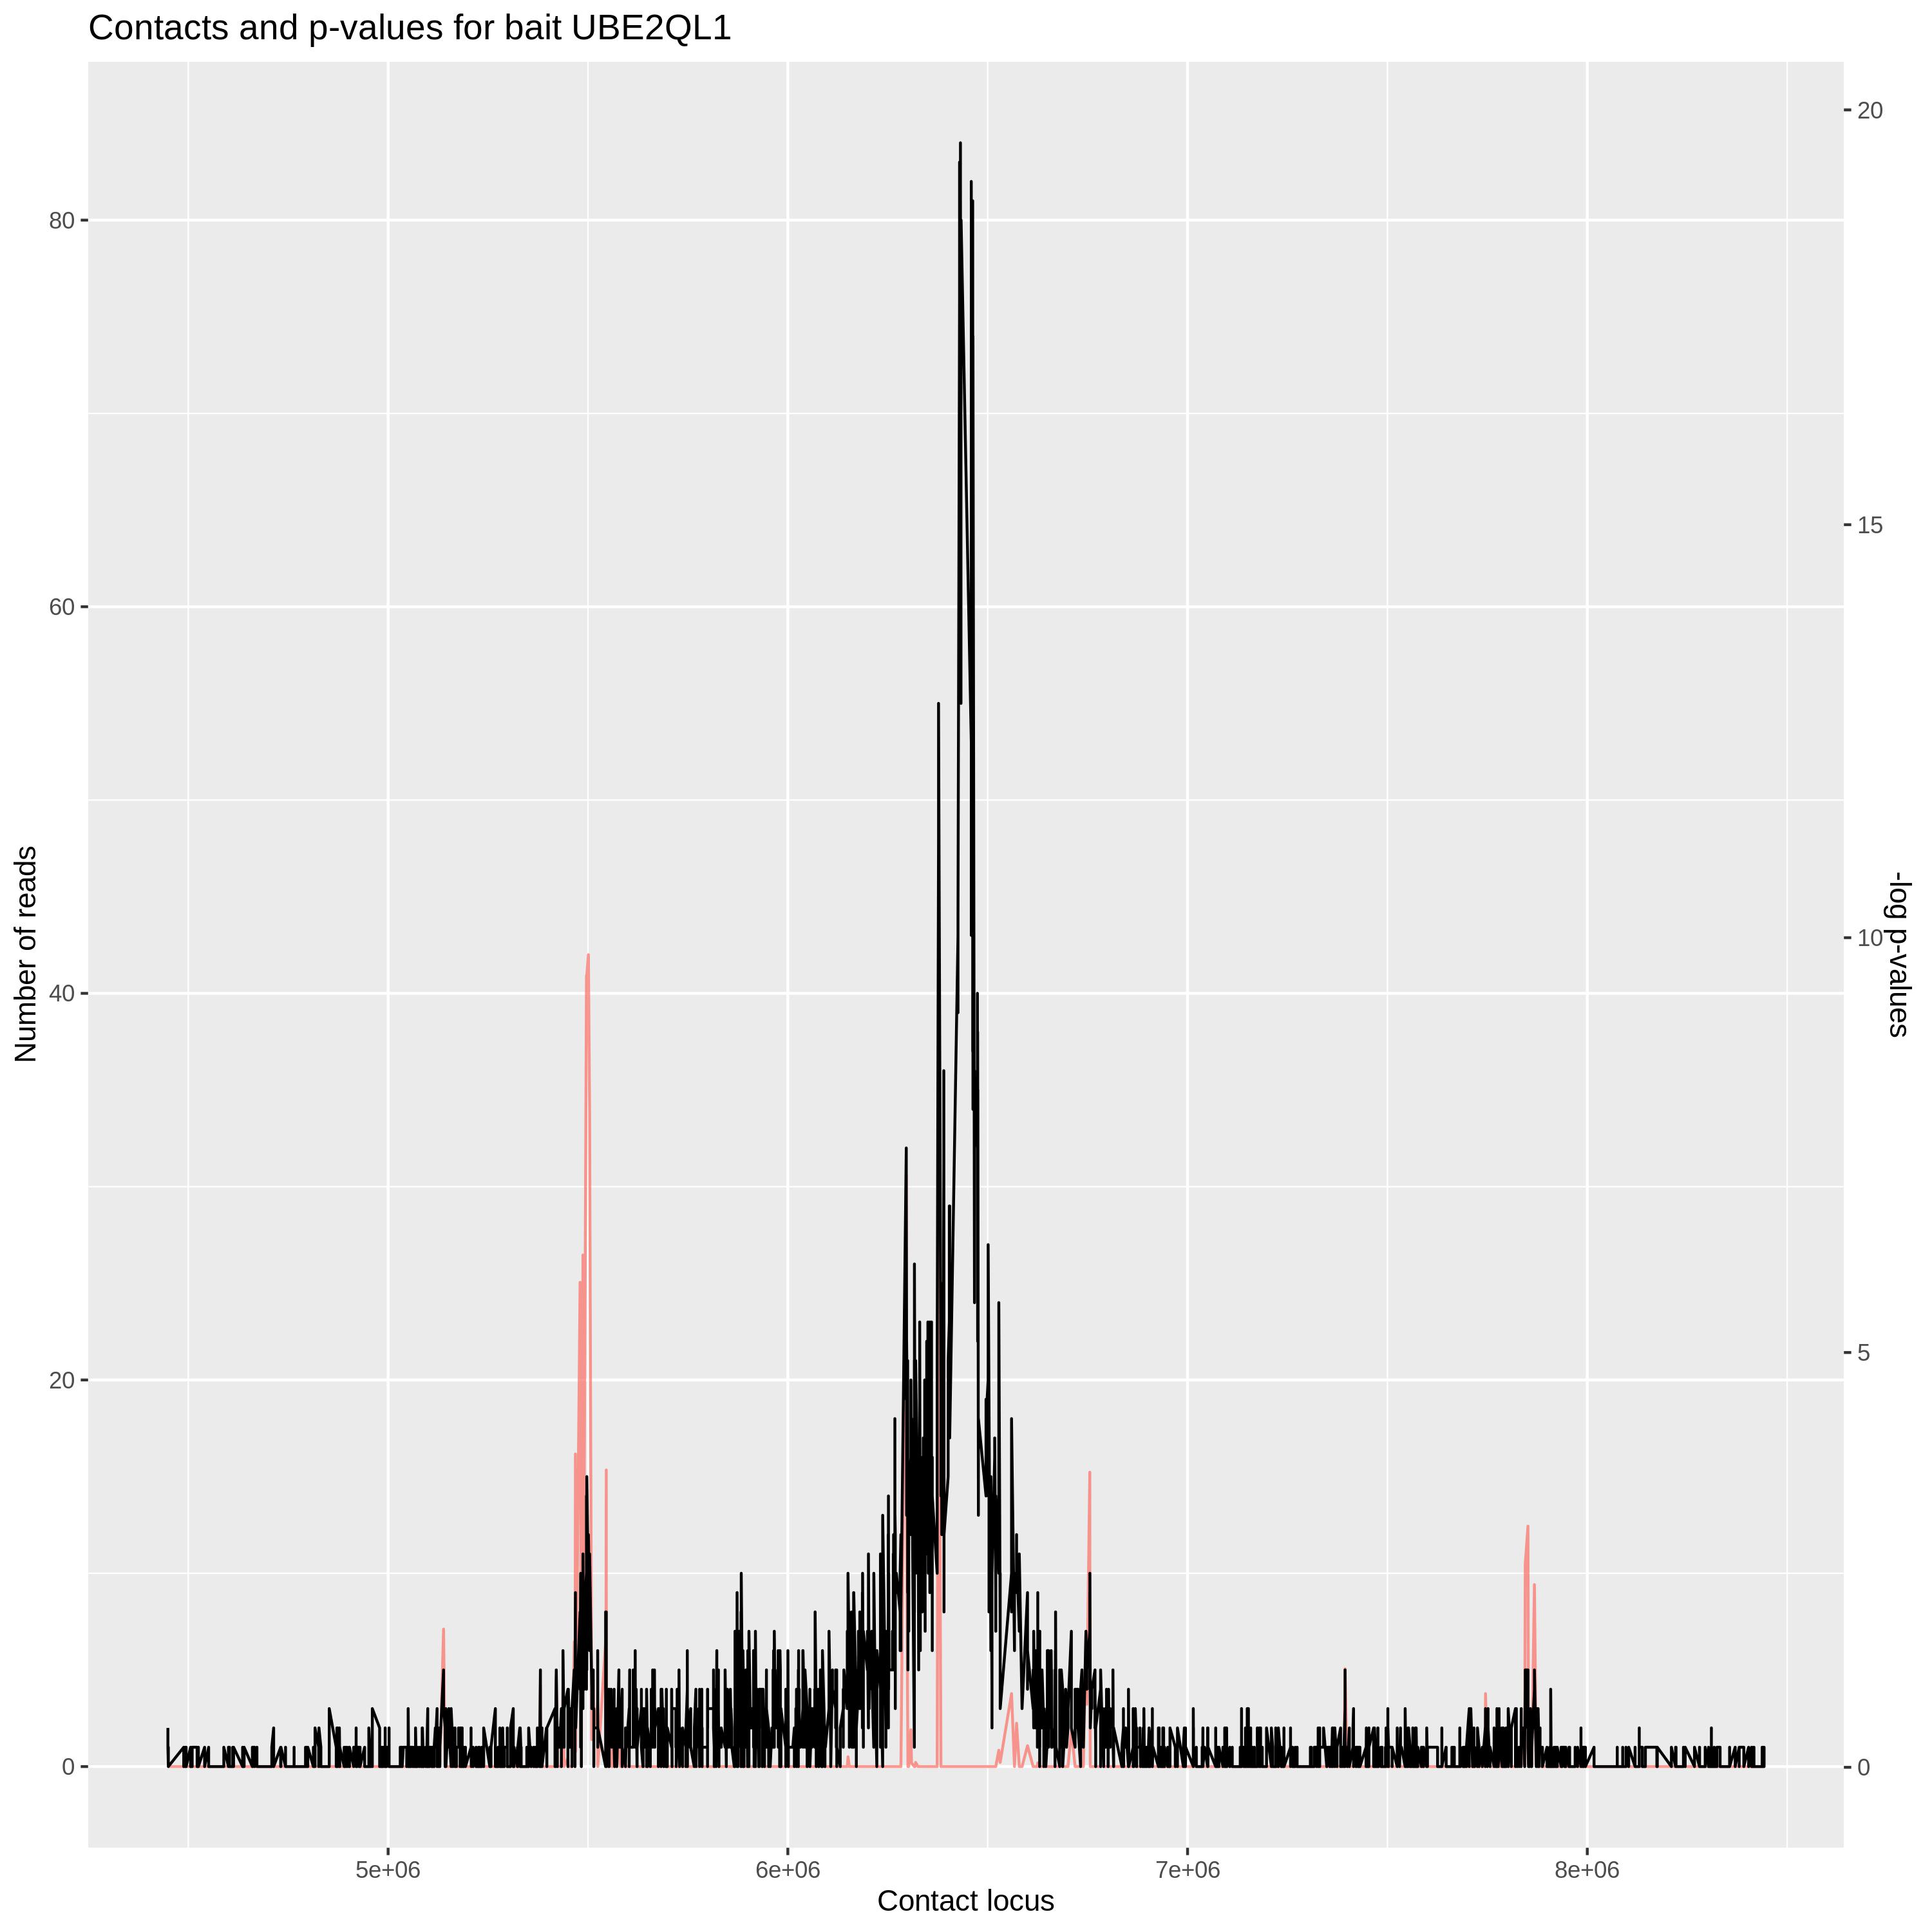 Contacts and p-values for bait UBE2QL1
Number of reads
80
60
40
20
0
20
15
10
5
0
-log p-values
5e+06 6e+06 7e+06 8e+06
Contact locus